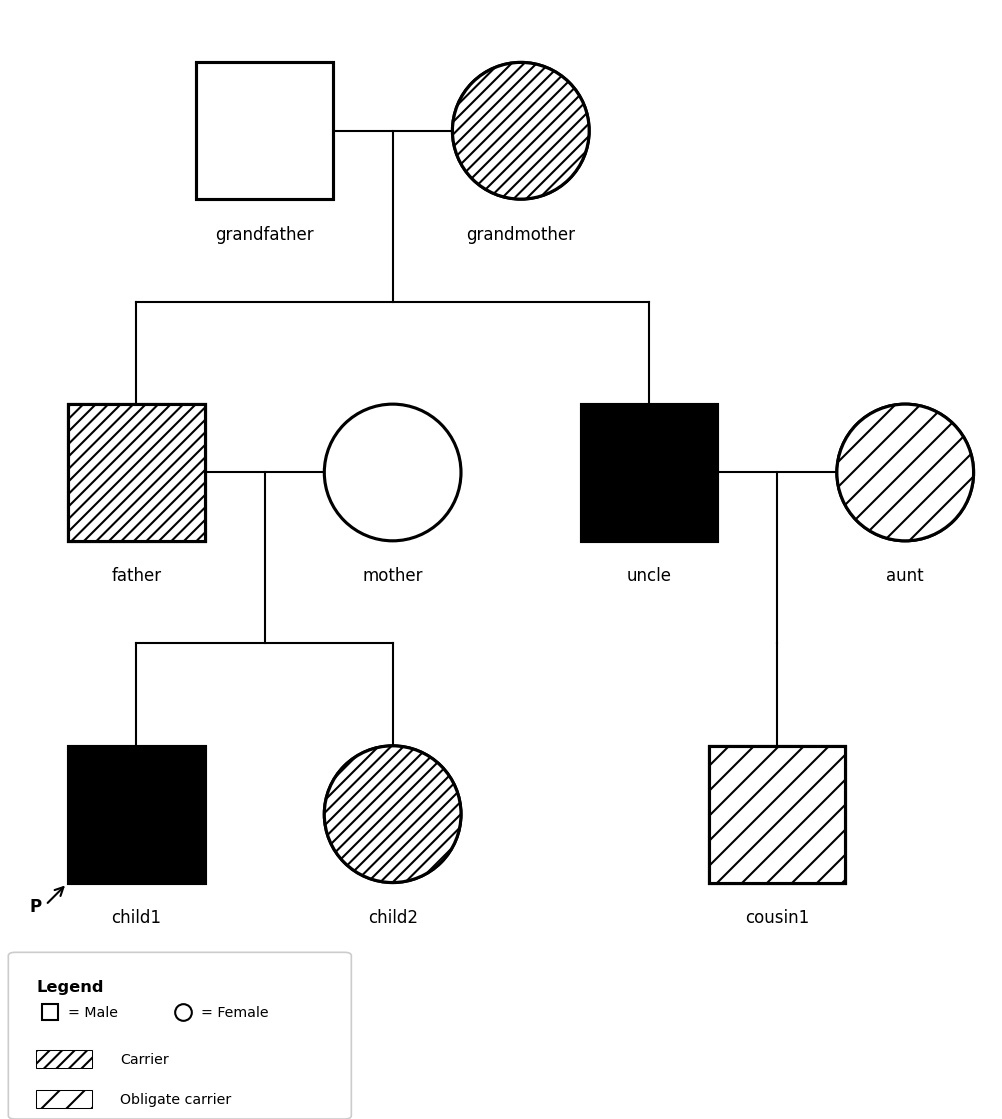 grandfather grandmother
father mother uncle aunt
P
child1 child2 cousin1
Legend
= Male = Female
Carrier
Obligate carrier